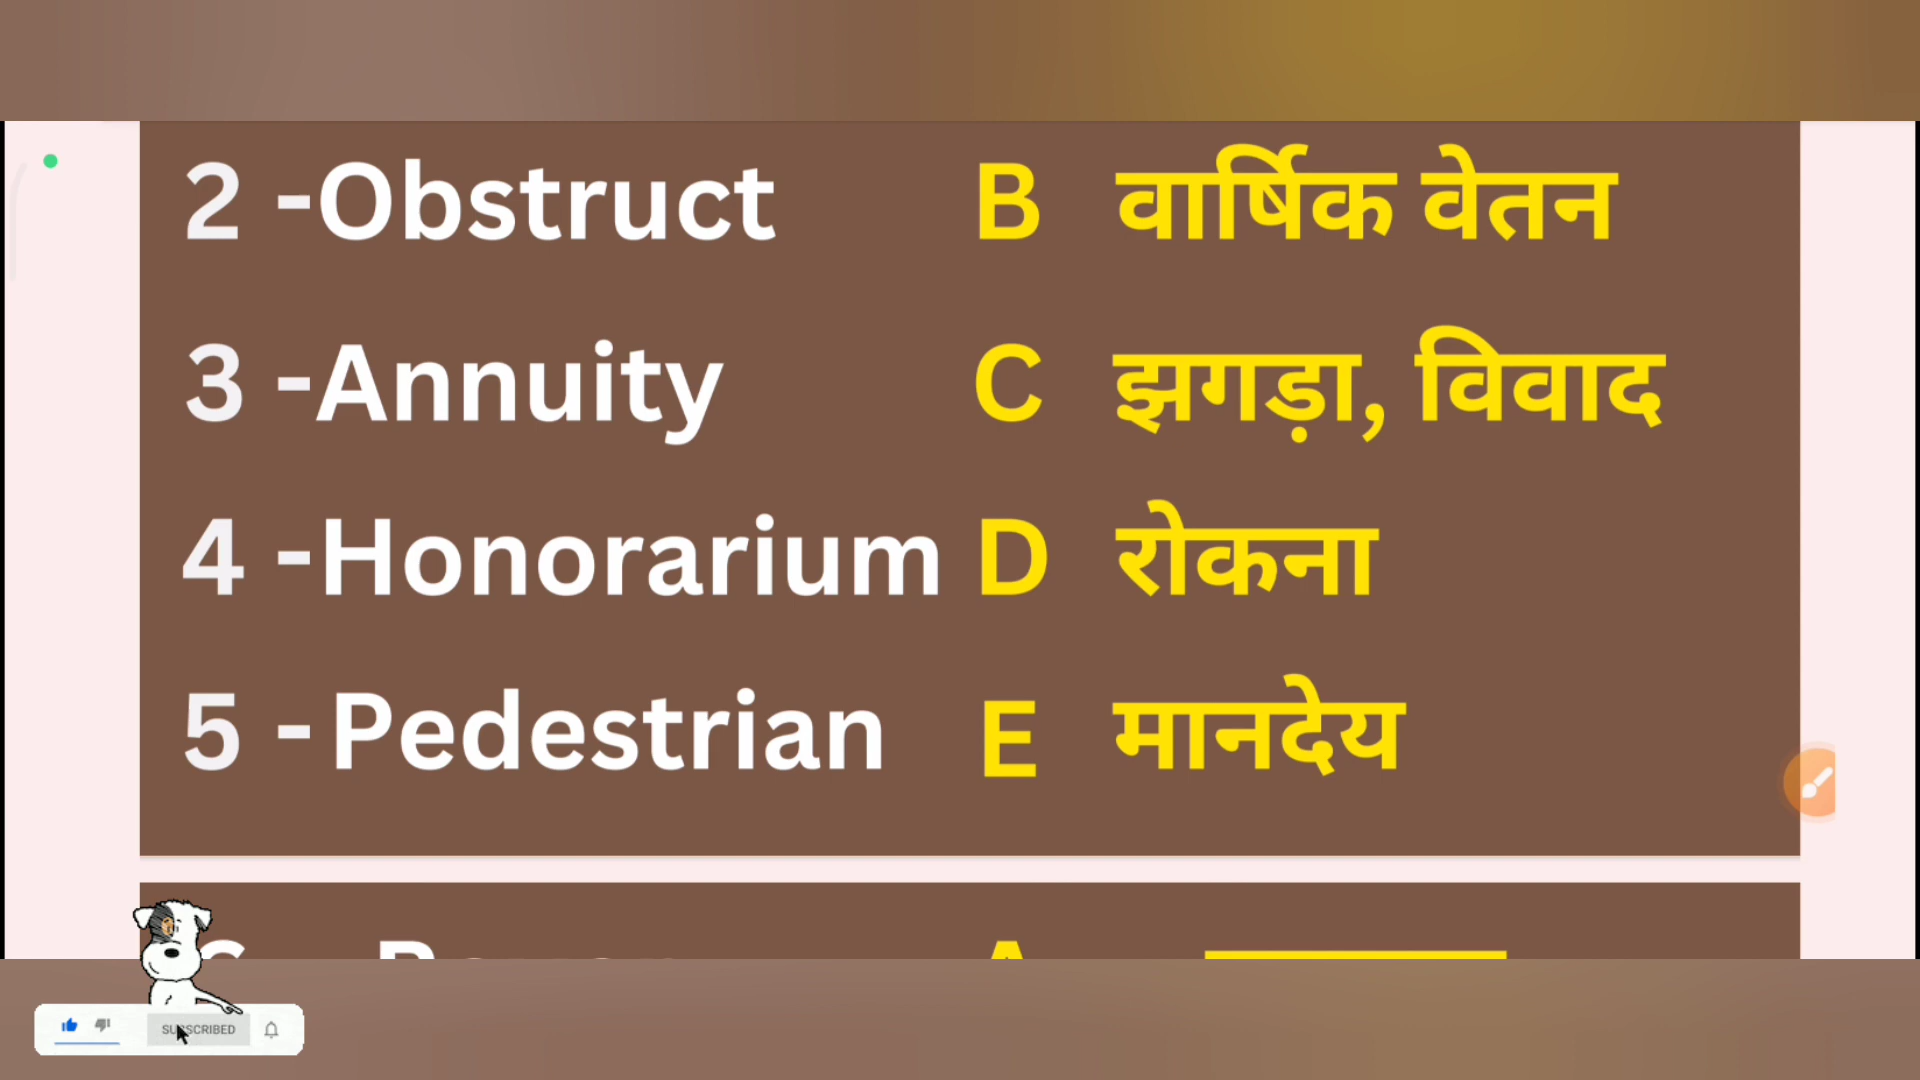 2 -Obstruct B वार्षिक वेतन
3 -Annuity C झगड़ा, विवाद
4 -Honorarium D रोकना
5 - Pedestrian E मानदेय
A
SUBSCRIBED